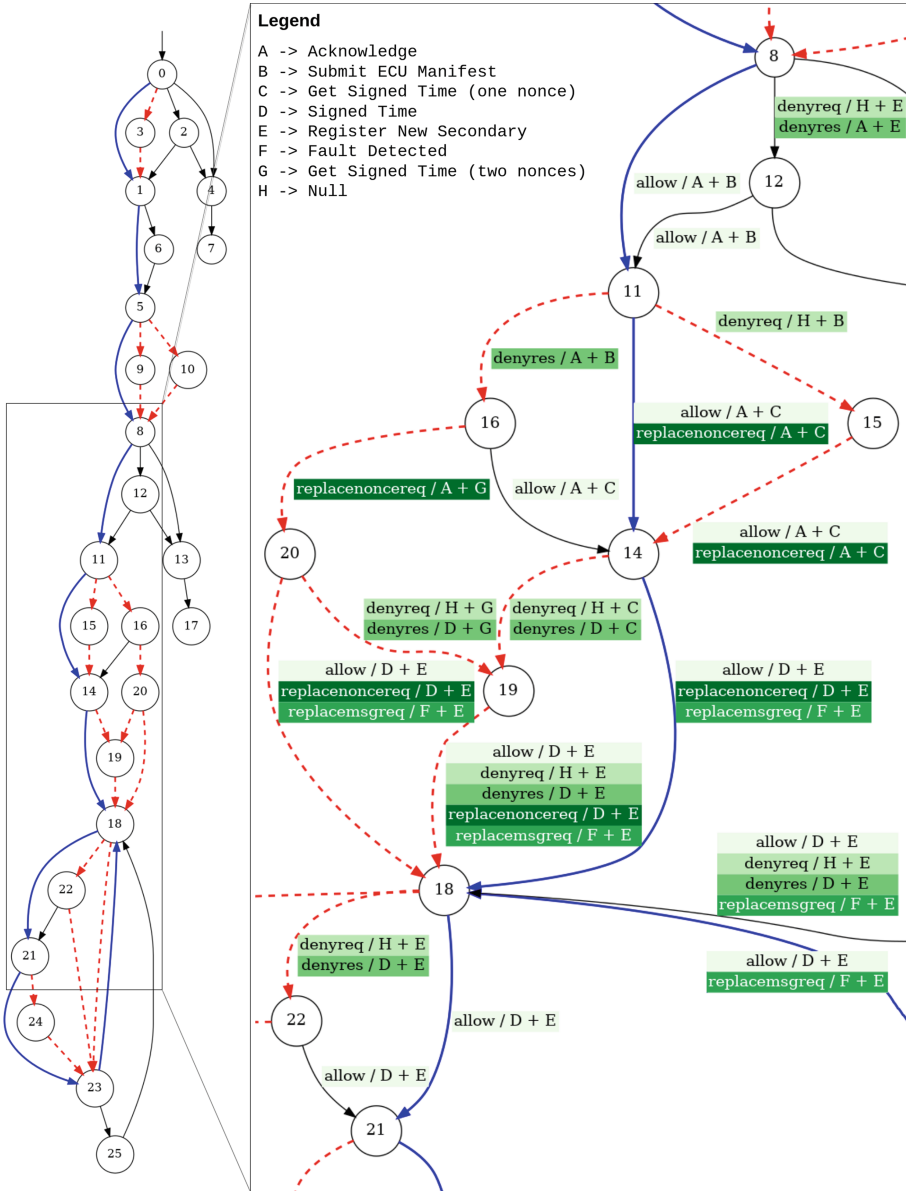 Legend
A -> Acknowledge
B -> Submit ECU Manifest
C -> Get Signed Time (one nonce)
D -> Signed Time
E -> Register New Secondary
F -> Fault Detected
G -> Get Signed Time (two nonces)
H -> Null
0
3
2
1
4
6
7
5
9
10
8
12
11
13
15
16
17
14
20
19
18
22
21
24
23
25
8
denyreq / H + E
denyres / A + E
12
allow / A + B
allow / A + B
11
denyreq / H + B
denyres / A + B
16
allow / A + C
replacenoncereq / A + C
15
replacenoncereq / A + G
allow / A + C
20
14
allow / A + C
replacenoncereq / A + C
denyreq / H + G
denyres / D + G
denyreq / H + C
denyres / D + C
allow / D + E
replacenoncereq / D + E
replacemsgreq / F + E
19
allow / D + E
replacenoncereq / D + E
replacemsgreq / F + E
allow / D + E
denyreq / H + E
denyres / D + E
replacenoncereq / D + E
replacemsgreq / F + E
18
allow / D + E
denyreq / H + E
denyres / D + E
replacemsgreq / F + E
denyreq / H + E
denyres / D + E
allow / D + E
replacemsgreq / F + E
22
allow / D + E
allow / D + E
21